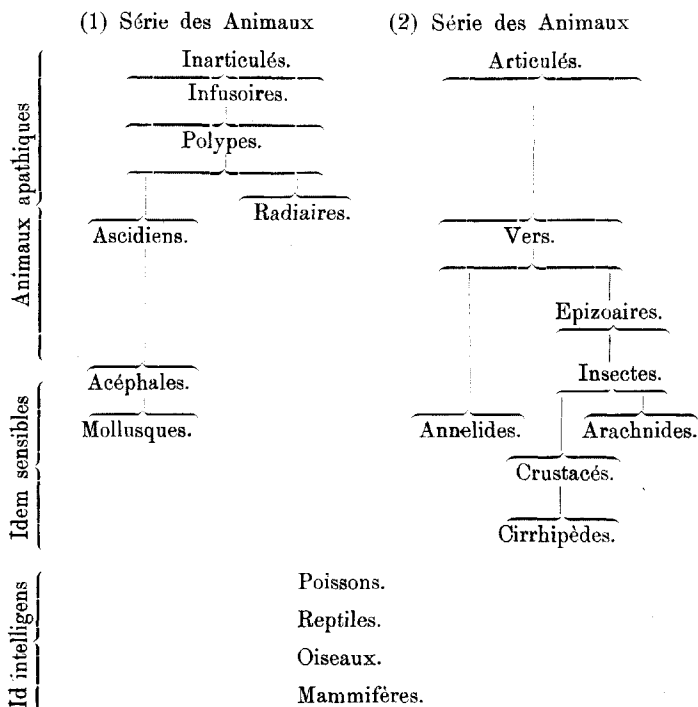 (1) Série des Animaux (2) Série des Animaux
Inarticulés. Articulés.
Infusoires.
Polypes.
Animaux apathiques
Radiaires.
Ascidiens. Vers.
Epizoaires.
Acéphales. Insectes.
Idem sensibles
Mollusques. Annelides. Arachnides.
Crustacés.
Cirrhipèdes.
Id intelligens
Poissons.
Reptiles.
Oiseaux.
Mammifères.